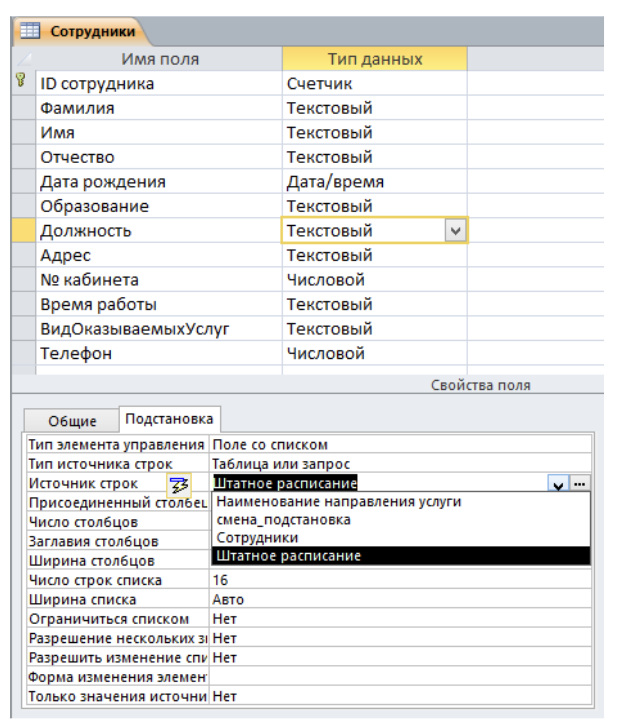 Сотрудники
Имя поля Тип данных
ID сотрудника Счетчик
Фамилия Текстовый
Имя Текстовый
Отчество Текстовый
Дата рождения Дата/время
Образование Текстовый
Должность Текстовый
Адрес Текстовый
№ кабинета Числовой
Время работы Текстовый
ВидОказываемыхУслуг Текстовый
Телефон Числовой
Свойства поля
Общие Подстановка
Тип элемента управления Поле со списком
Тип источника строк Таблица или запрос
Источник строк Штатное расписание
Присоединенный столбец Наименование направления услуги
Число столбцов смена_подстановка
Заглавия столбцов Сотрудники
Ширина столбцов Штатное расписание
Число строк списка 16
Ширина списка Авто
Ограничиться списком Нет
Разрешение нескольких з Нет
Разрешить изменение спи Нет
Форма изменения элемен
Только значения источни Нет